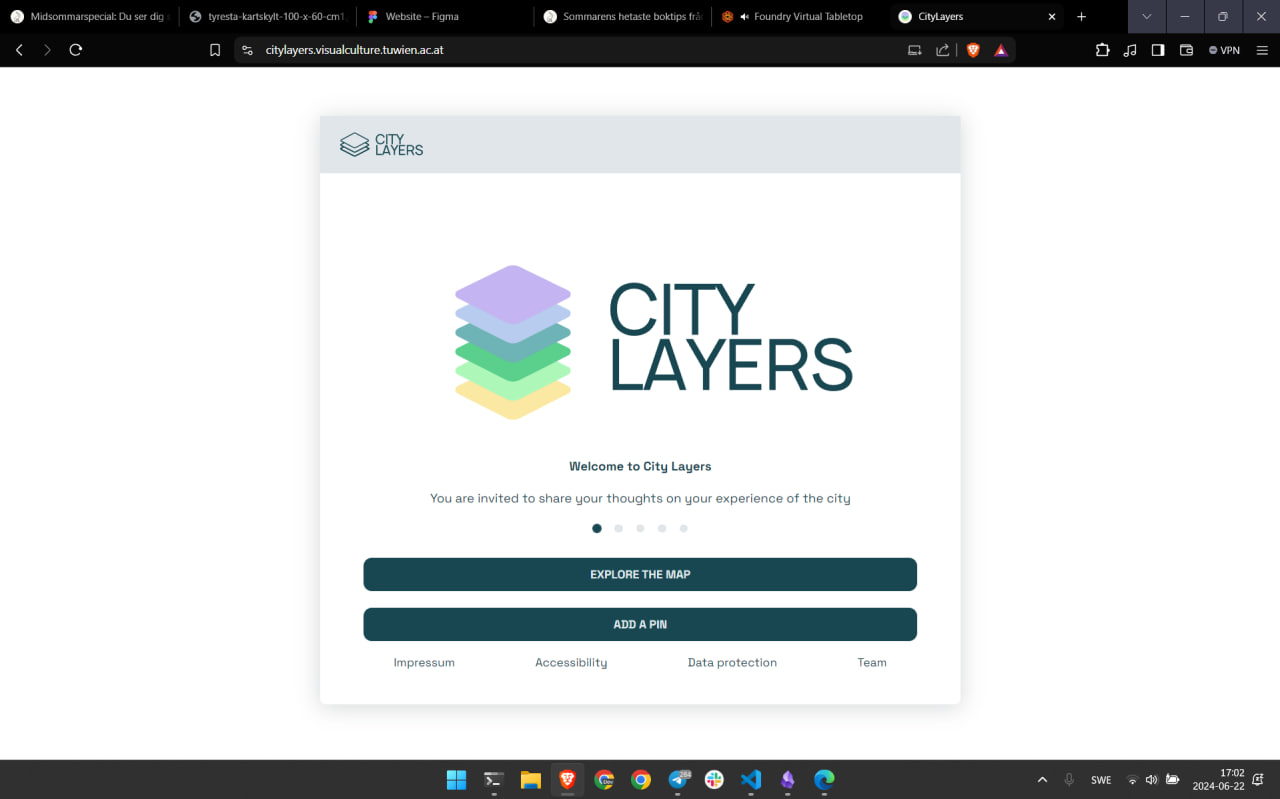 Midsommarspecial: Du ser dig s
tyresta-kartskylt-100-x-60-cm1.
Website – Figma
Sommarens hetaste boktips frå
Foundry Virtual Tabletop
CityLayers
citylayers.visualculture.tuwien.ac.at
VPN
CITY
LAYERS
CITY
LAYERS
Welcome to City Layers
You are invited to share your thoughts on your experience of the city
EXPLORE THE MAP
ADD A PIN
Impressum Accessibility Data protection Team
Dev
SWE
17:02
2024-06-22